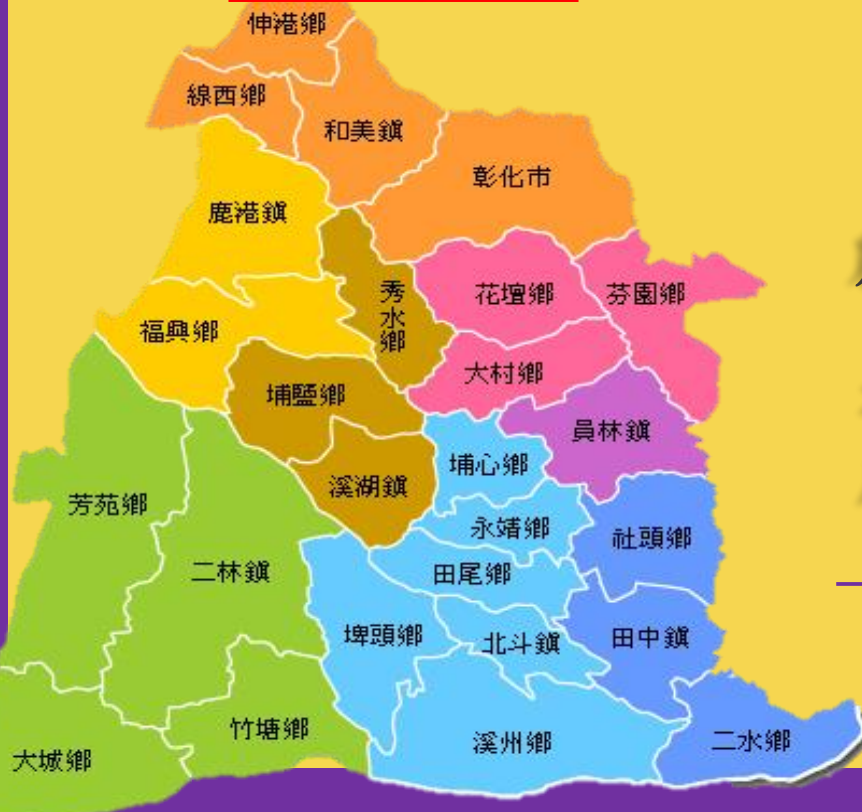 伸港鄉
線西鄉
和美鎮
彰化市
鹿港鎮
秀水鄉
花壇鄉
芬園鄉
福興鄉
大村鄉
埔鹽鄉
員林鎮
埔心鄉
溪湖鎮
芳苑鄉
永靖鄉
社頭鄉
二林鎮
田尾鄉
埤頭鄉
北斗鎮
田中鎮
竹塘鄉
溪州鄉
二水鄉
大城鄉